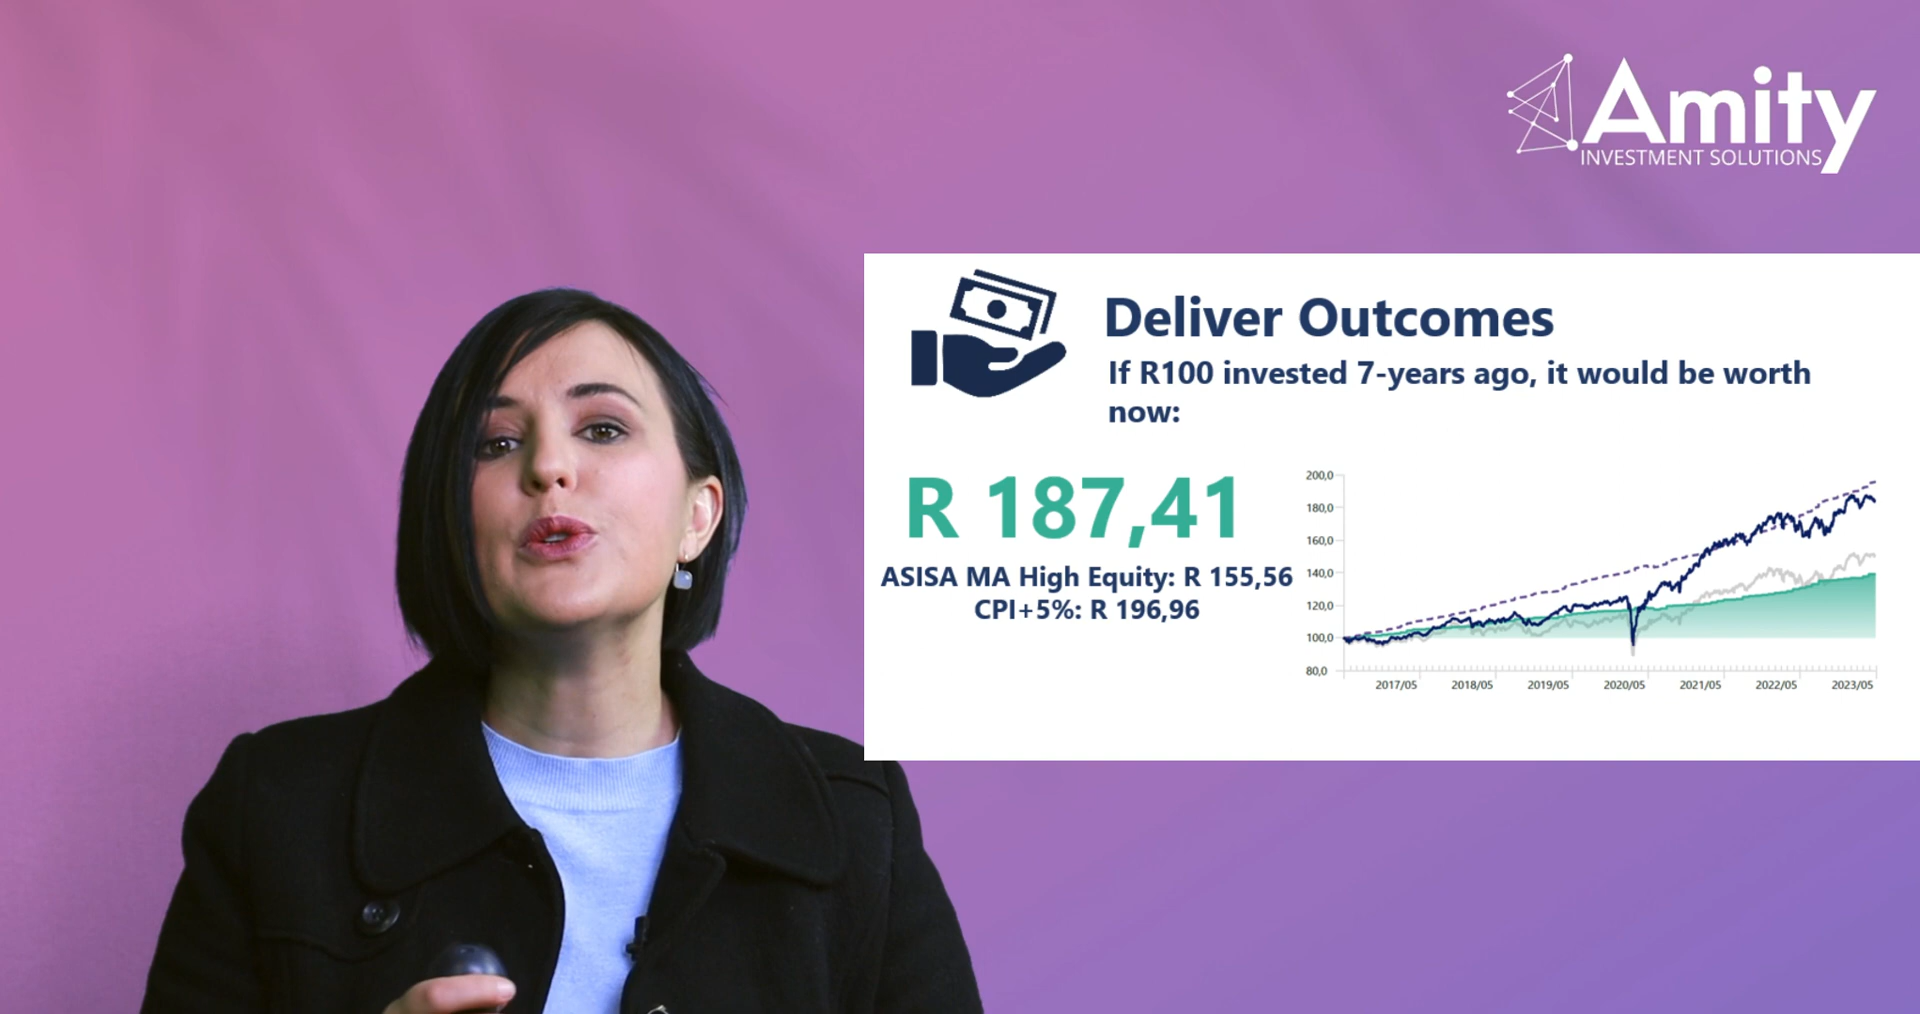 Amity
INVESTMENT SOLUTIONS
Deliver Outcomes
If R100 invested 7-years ago, it would be worth
now:
R 187,41
ASISA MA High Equity: R 155,56
CPI+5%: R 196,96
200,0
180,0
160,0
140,0
120,0
100,0
80,0
2017/05 2018/05 2019/05 2020/05 2021/05 2022/05 2023/05